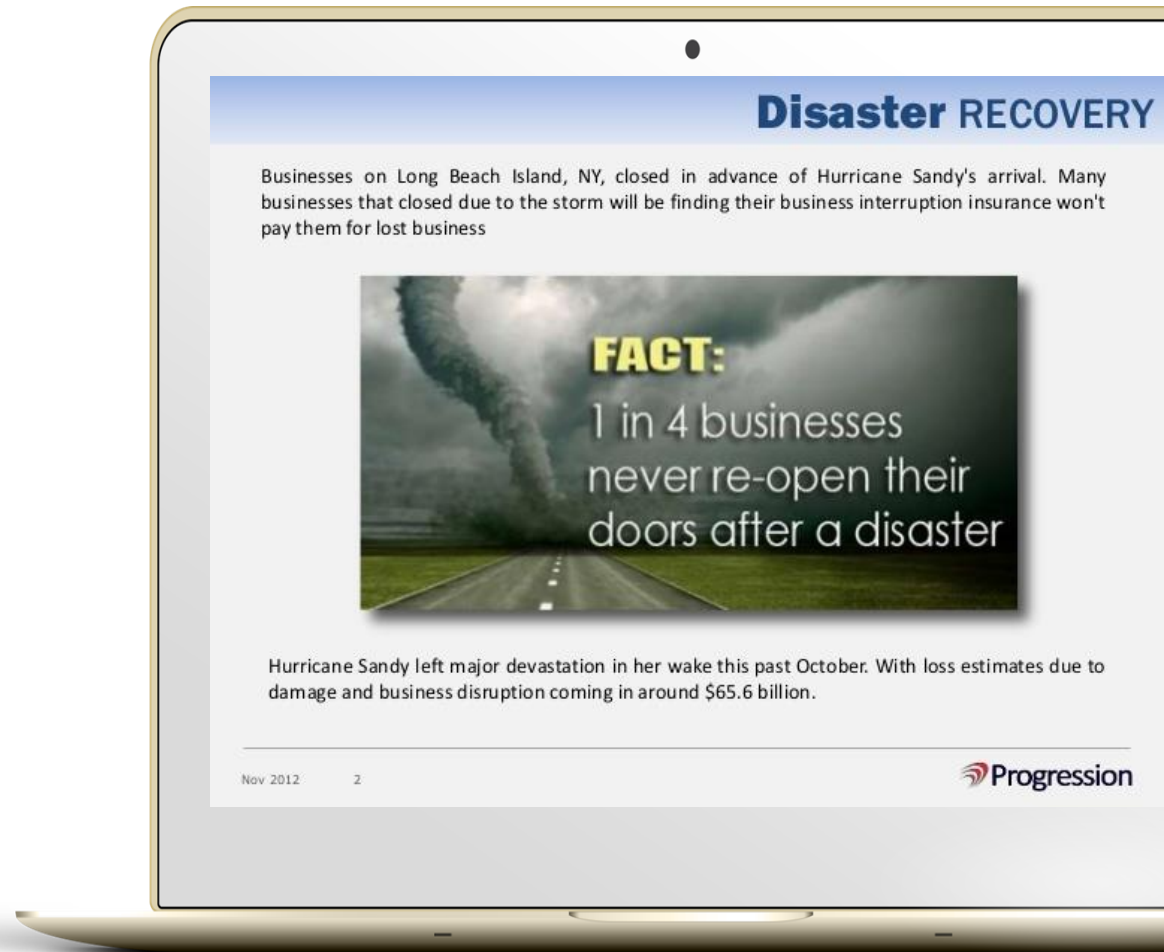 Disaster RECOVERY
Businesses on Long Beach Island, NY, closed in advance of Hurricane Sandy's arrival. Many
businesses that closed due to the storm will be finding their business interruption insurance won't
pay them for lost business
FACT:
1 in 4 businesses
never re-open their
doors after a disaster
Hurricane Sandy left major devastation in her wake this past October. With loss estimates due to
damage and business disruption coming in around $65.6 billion.
Nov 2012 2
Progression